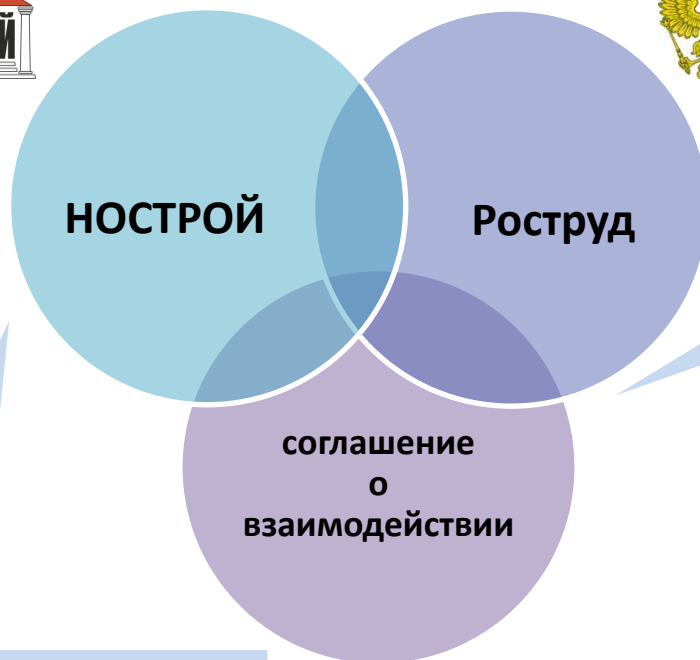 Й
НОСТРОЙ
Роструд
соглашение
о
взаимодействии